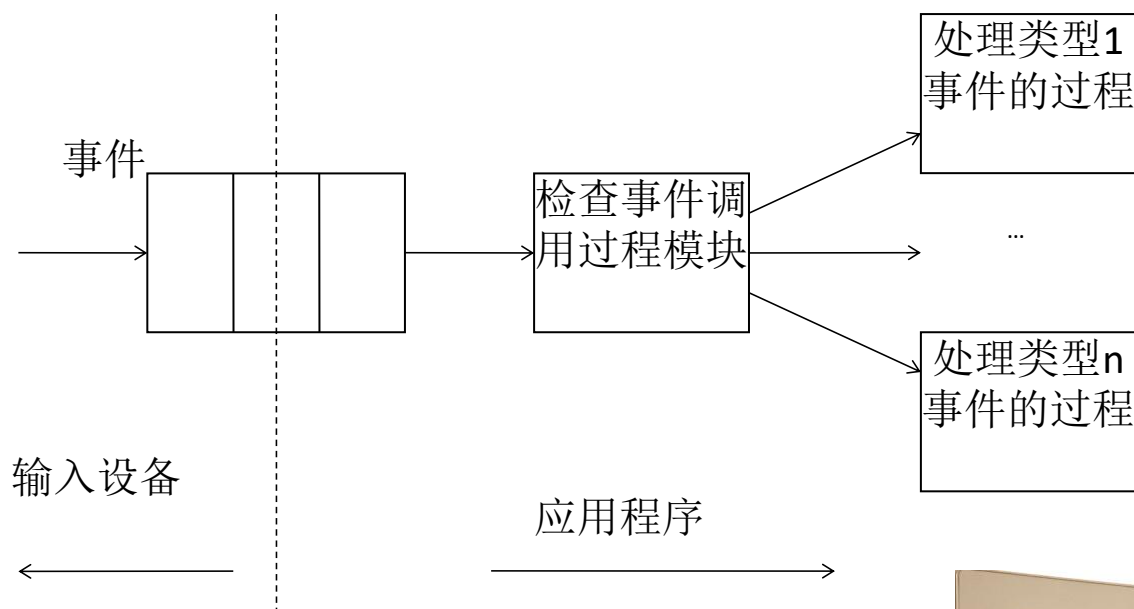 处理类型1
事件的过程
事件
检查事件调
用过程模块
...
处理类型n
事件的过程
输入设备
应用程序